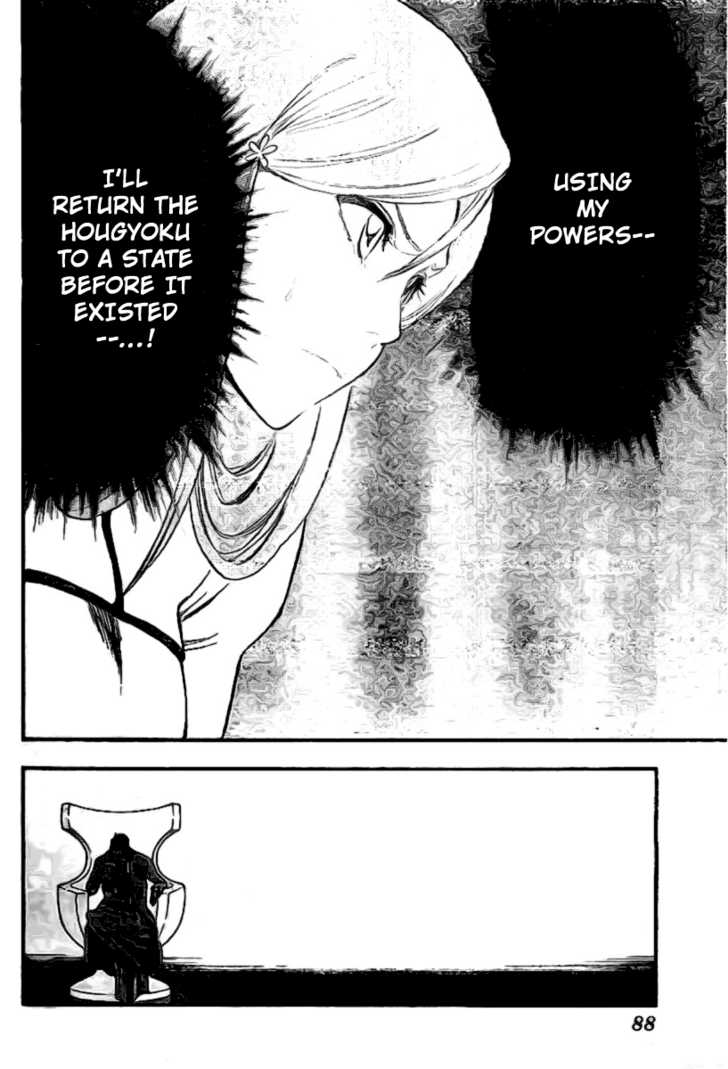 USING
MY
POWERS--
I'LL
RETURN THE
HOUGYOKU
TO A STATE
BEFORE IT
EXISTED
--...!
88